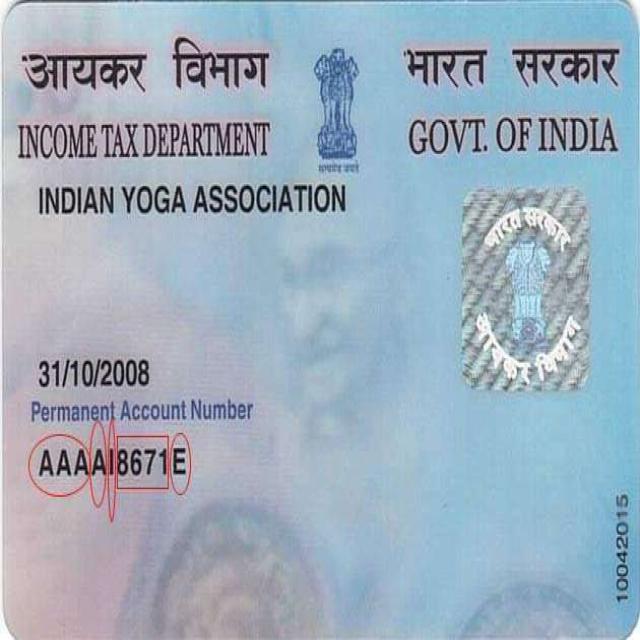 आयकर विभाग भारत सरकार
INCOME TAX DEPARTMENT GOVT. OF INDIA
सत्यमेव जयते
INDIAN YOGA ASSOCIATION
भारत सरकार
आयकर विभाग
31/10/2008
Permanent Account Number
AAAAI8671E
10042015